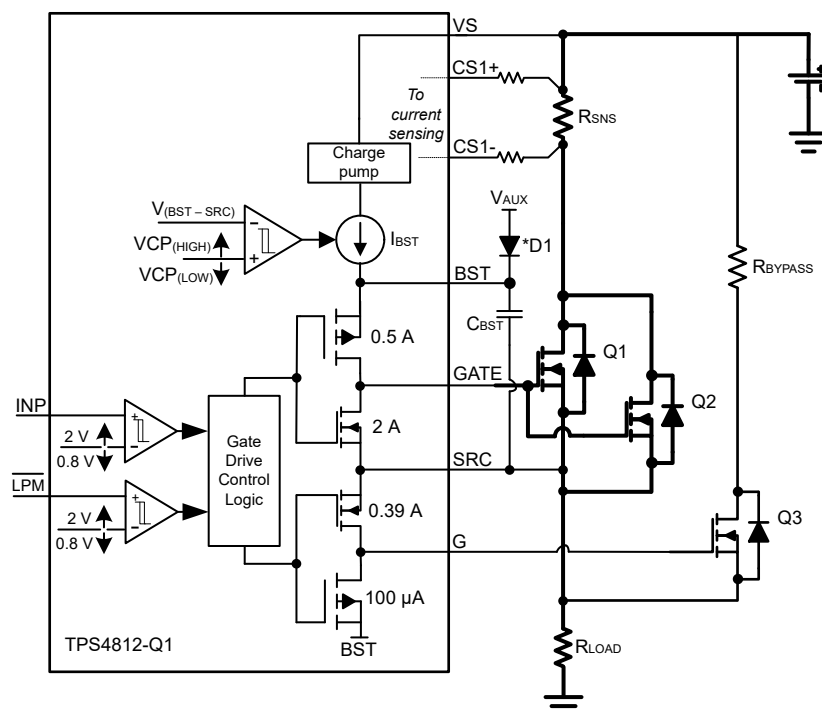 VS
CS1+
To
current
sensing
RSNS
CS1-
Charge
pump
VAUX
V(BST – SRC)
-
+
VCP(HIGH)
VCP(LOW)
IBST
*D1
BST
RBYPASS
CBST
0.5 A
GATE
Q1
Q2
INP
2 V
0.8 V
+
-
2 A
Gate
Drive
Control
Logic
SRC
LPM
2 V
0.8 V
+
-
0.39 A
G
Q3
100 µA
BST
RLOAD
TPS4812-Q1